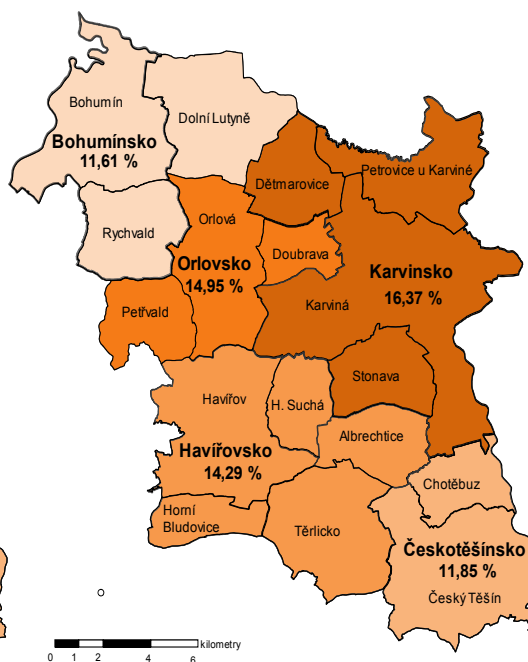 Bohumín
Dolní Lutyně
Bohumínsko
11,61 %
Petrovice u Karviné
Dětmarovice
Rychvald
Orlová
Doubrava
Orlovsko
14,95 %
Karvinsko
16,37 %
Karviná
Petřvald
Stonava
Havířov
H. Suchá
Albrechtice
Havířovsko
14,29 %
Chotěbuz
Horní
Bludovice
Těrlicko
Českotěšínsko
11,85 %
Český Těšín
kilometry
0 1 2 4 6